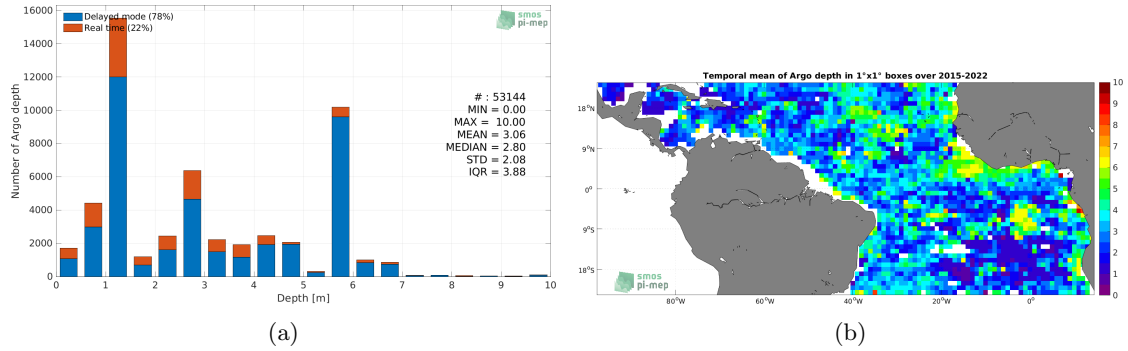 Delayed mode (78%)
Real time (22%)
smos
pi-mep
# : 53144
MIN = 0.00
MAX = 10.00
MEAN = 3.06
MEDIAN = 2.80
STD = 2.08
IQR = 3.88
Number of Argo depth
16000
14000
12000
10000
8000
6000
4000
2000
0
0 1 2 3 4 5 6 7 8 9 10
Depth [m]
(a)
Temporal mean of Argo depth in 1°x1° boxes over 2015-2022
18°N
9°N
0°
9°S
18°S
80°W 60°W 40°W 20°W 0°
10
9
8
7
6
5
4
3
2
1
0
smos
pi-mep
(b)